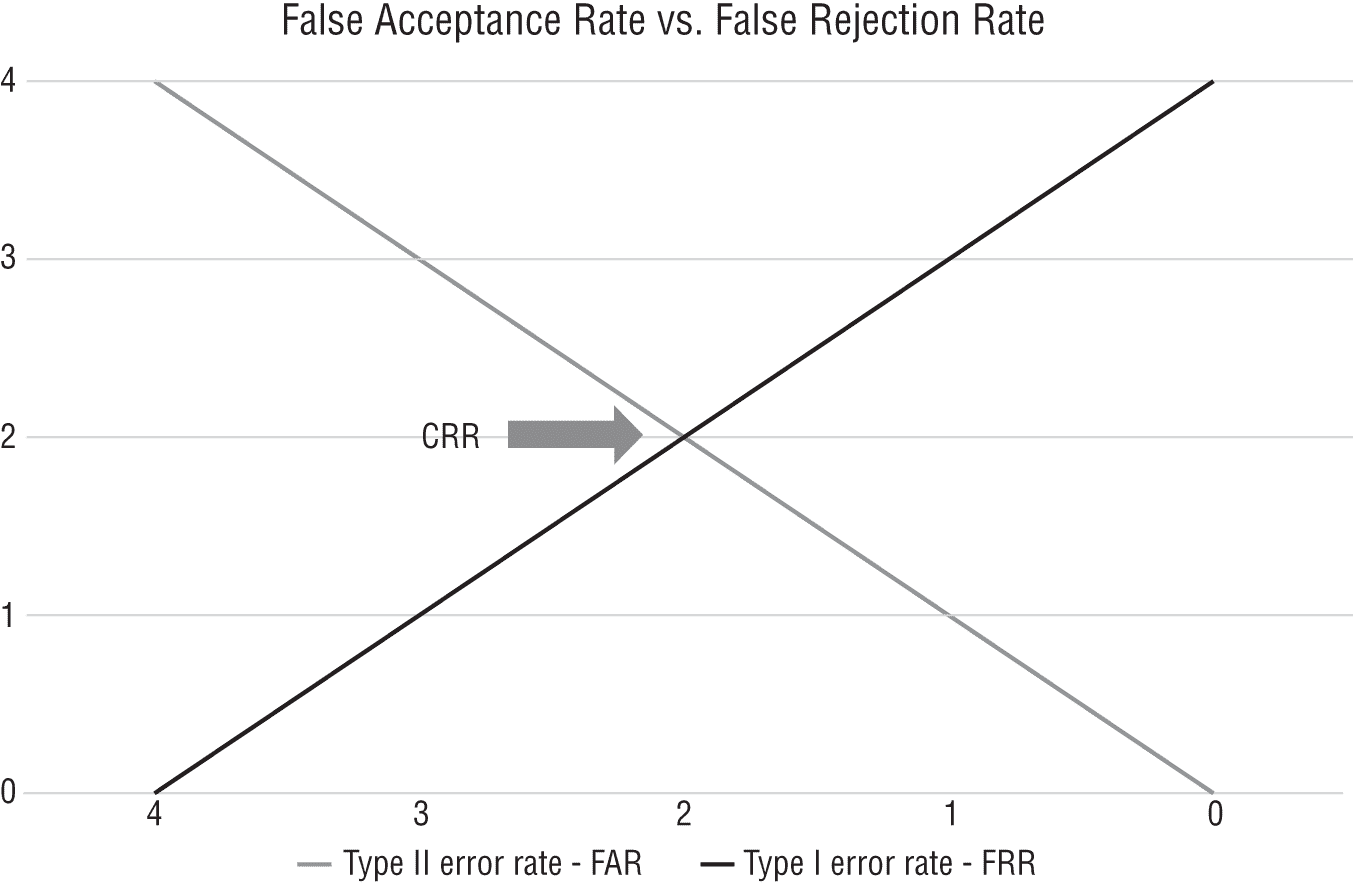 False Acceptance Rate vs. False Rejection Rate
4
3
CRR
2
1
0
4 3 2 1 0
Type II error rate - FAR Type I error rate - FRR